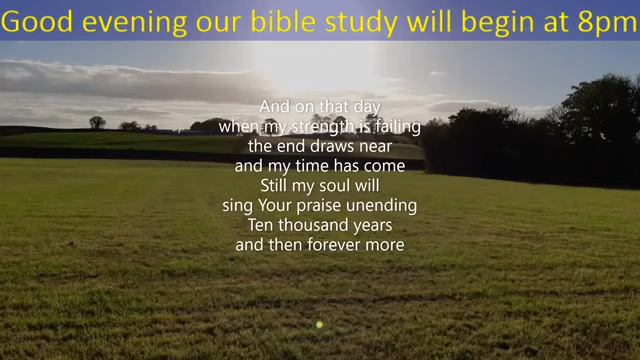 Good evening our bible study will begin at 8pm
And on that day
when my strength is failing
the end draws near
and my time has come
Still my soul will
sing Your praise unending
Ten thousand years
and then forever more